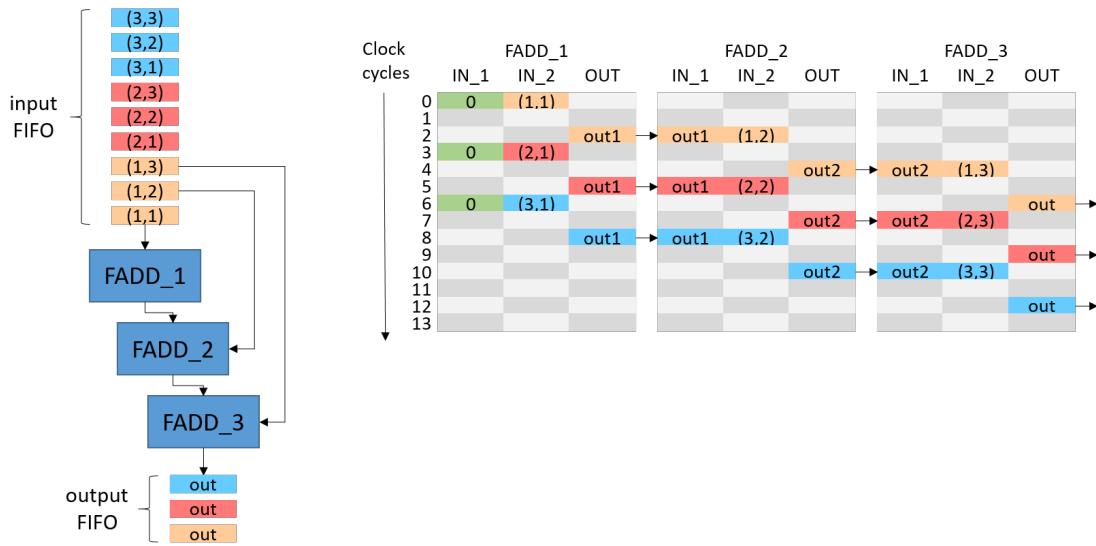 (3,3)
(3,2)
(3,1)
(2,3)
(2,2)
(2,1)
(1,3)
(1,2)
(1,1)
input
FIFO
FADD_1
FADD_2
FADD_3
output
FIFO
out
out
out
Clock
cycles
FADD_1 FADD_2 FADD_3
IN_1 IN_2 OUT IN_1 IN_2 OUT IN_1 IN_2 OUT
0 0 (1,1)
1
2 out1 out1 (1,2)
3 0 (2,1)
4 out2 out2 (1,3)
5 out1 out1 (2,2)
6 0 (3,1) out
7 out2 out2 (2,3)
8 out1 out1 (3,2)
9 out
10 out2 out2 (3,3)
11
12 out
13